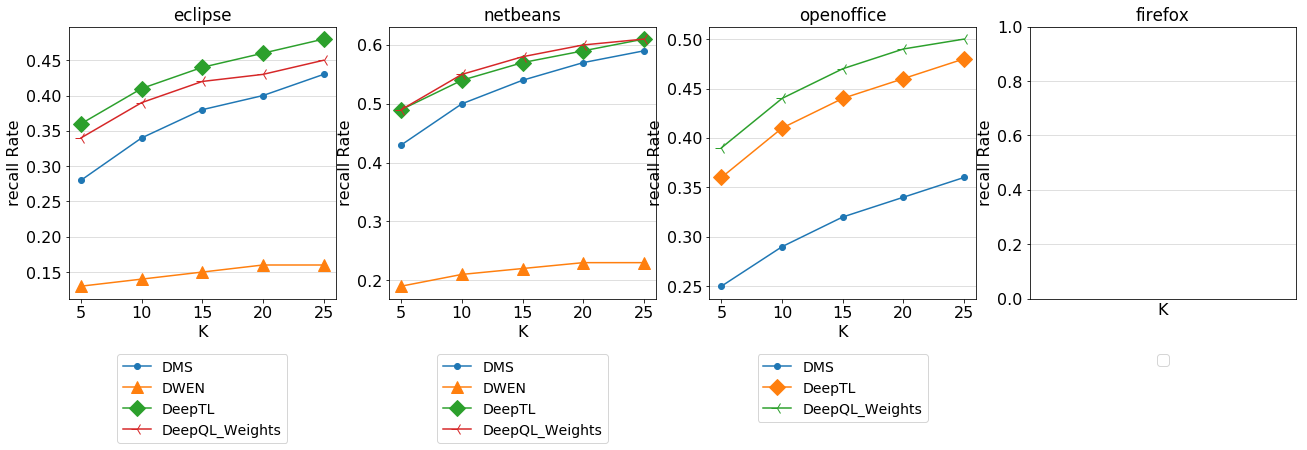 eclipse
recall Rate
0.45
0.40
0.35
0.30
0.25
0.20
0.15
5 10 15 20 25
K
DMS
DWEN
DeepTL
DeepQL_Weights
netbeans
recall Rate
0.6
0.5
0.4
0.3
0.2
5 10 15 20 25
K
DMS
DWEN
DeepTL
DeepQL_Weights
openoffice
recall Rate
0.50
0.45
0.40
0.35
0.30
0.25
5 10 15 20 25
K
DMS
DeepTL
DeepQL_Weights
firefox
recall Rate
1.0
0.8
0.6
0.4
0.2
0.0
K